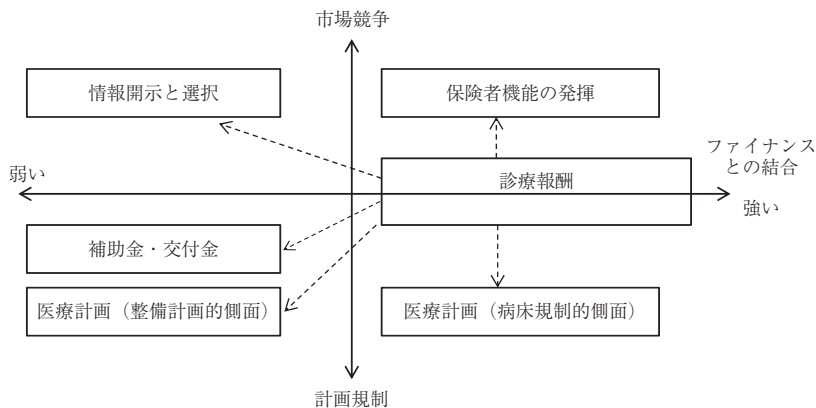 市場競争
情報開示と選択
保険者機能の発揮
ファイナンス
との結合
弱い
診療報酬
強い
補助金・交付金
医療計画（整備計画的側面）
医療計画（病床規制的側面）
計画規制